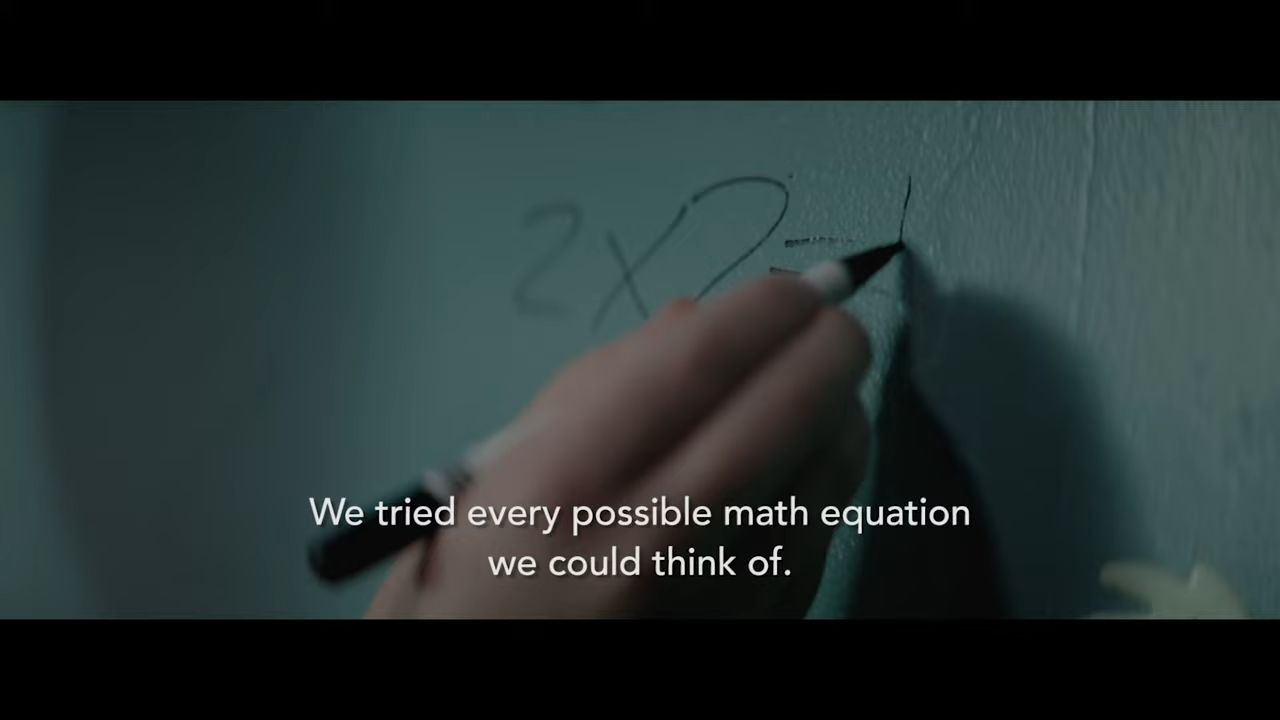 2x2=
We tried every possible math equation
we could think of.